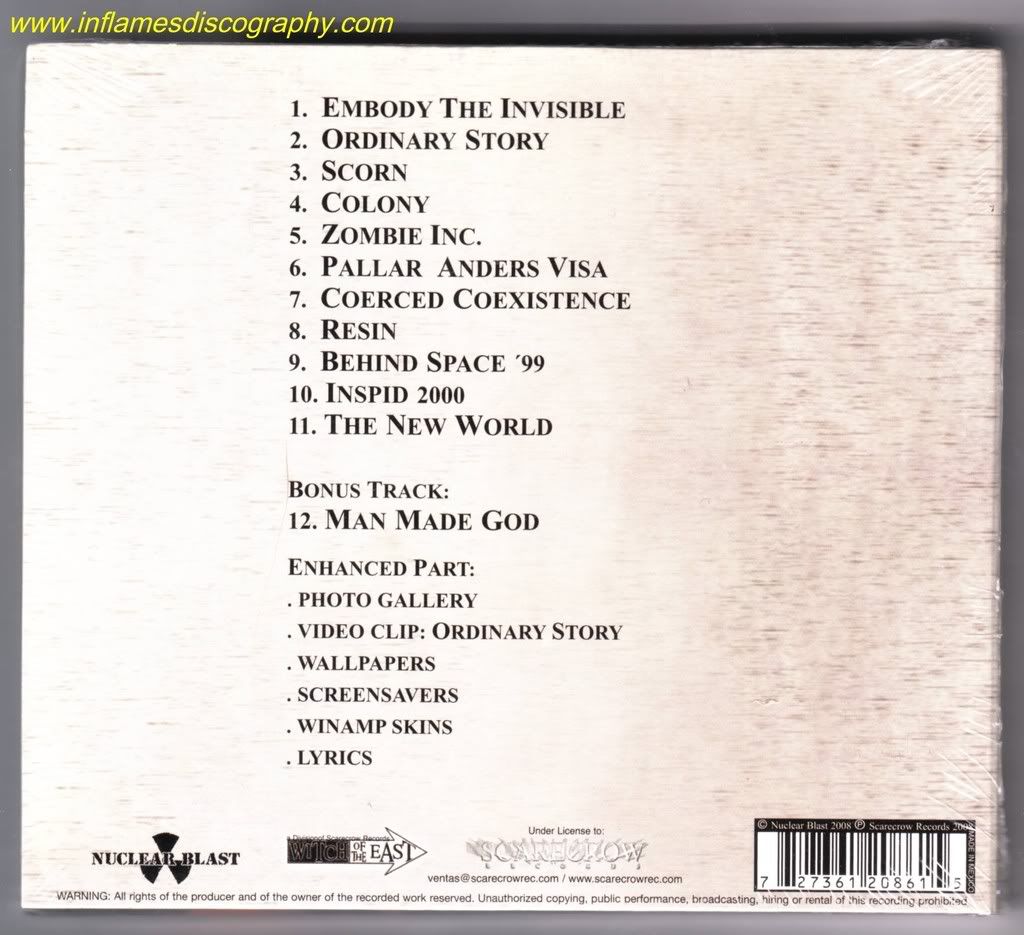 www.inflamesdiscography.com
1. EMBODY THE INVISIBLE
2. ORDINARY STORY
3. SCORN
4. COLONY
5. ZOMBIE INC.
6. PALLAR ANDERS VISA
7. COERCED COEXISTENCE
8. RESIN
9. BEHIND SPACE ´99
10. INSPID 2000
11. THE NEW WORLD
BONUS TRACK:
12. MAN MADE GOD
ENHANCED PART:
. PHOTO GALLERY
. VIDEO CLIP: ORDINARY STORY
. WALLPAPERS
. SCREENSAVERS
. WINAMP SKINS
. LYRICS
NUCLEAR BLAST
a Division of Scarecrow Records
WITCH OF THE EAST
Under License to:
SCARECROW
RECORDS
ventas@scarecrowrec.com / www.scarecrowrec.com
© Nuclear Blast 2008 ℗ Scarecrow Records 2008
MADE IN MEXICO
7 27361 20861 5
WARNING: All rights of the producer and of the owner of the recorded work reserved. Unauthorized copying, public performance, broadcasting, hiring or rental of this recording prohibited.